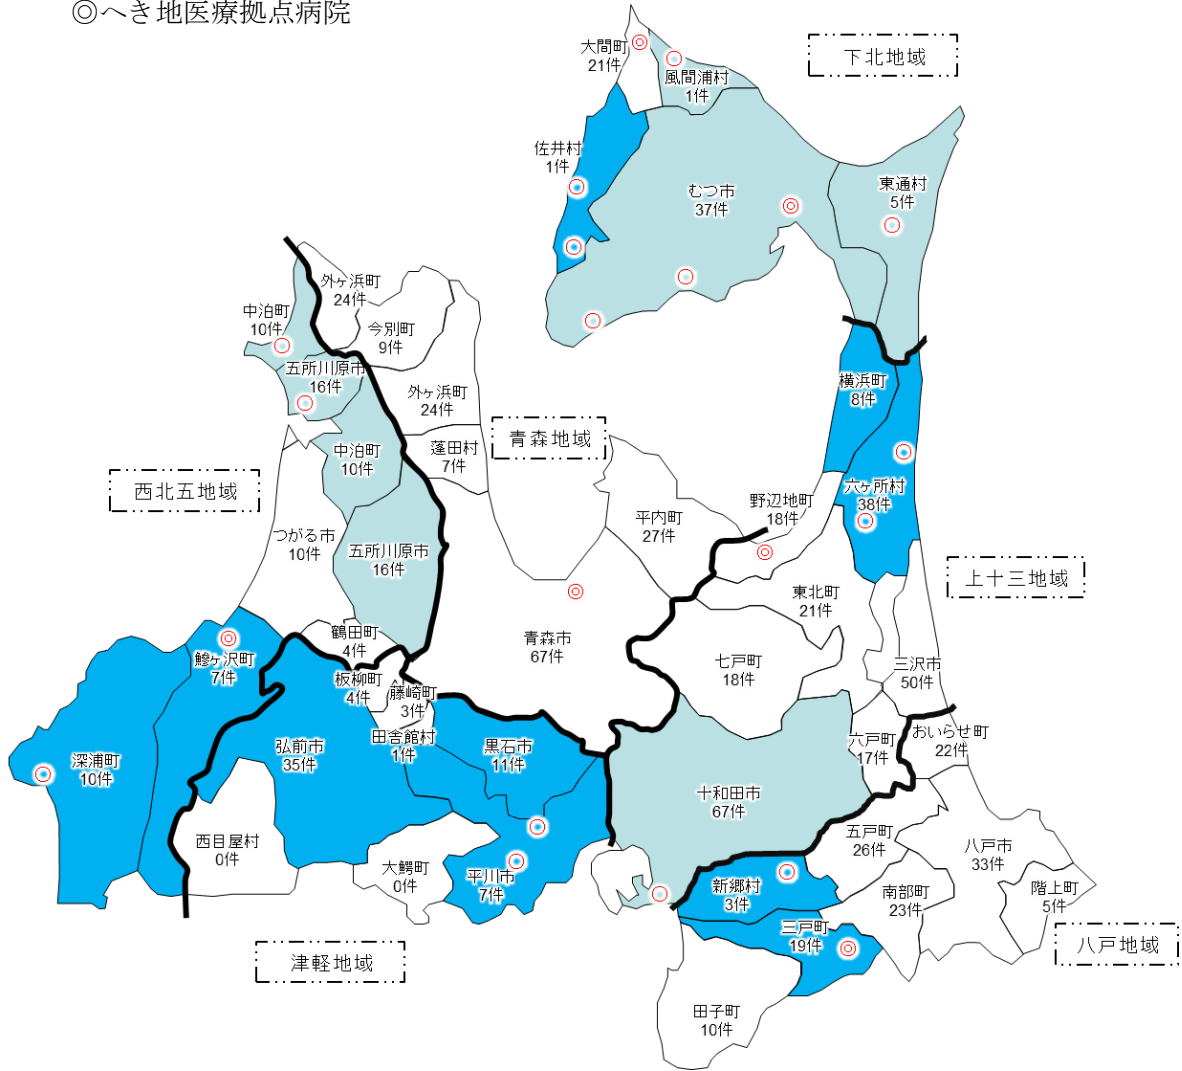 ◎へき地医療拠点病院
大間町
21件
風間浦村
1件
下北地域
佐井村
1件
むつ市
37件
東通村
5件
外ヶ浜町
24件
中泊町
10件
今別町
9件
五所川原市
16件
横浜町
8件
外ヶ浜町
24件
青森地域
蓬田村
7件
中泊町
10件
西北五地域
六ヶ所村
38件
野辺地町
18件
平内町
27件
つがる市
10件
五所川原市
16件
上十三地域
東北町
21件
鶴田町
4件
青森市
67件
七戸町
18件
三沢市
50件
鰺ヶ沢町
7件
板柳町
4件
藤崎町
3件
田舎館村
1件
黒石市
11件
弘前市
35件
深浦町
10件
六戸町
17件
おいらせ町
22件
十和田市
67件
西目屋村
0件
大鰐町
0件
平川市
7件
五戸町
26件
八戸市
33件
新郷村
3件
南部町
23件
階上町
5件
三戸町
19件
八戸地域
津軽地域
田子町
10件